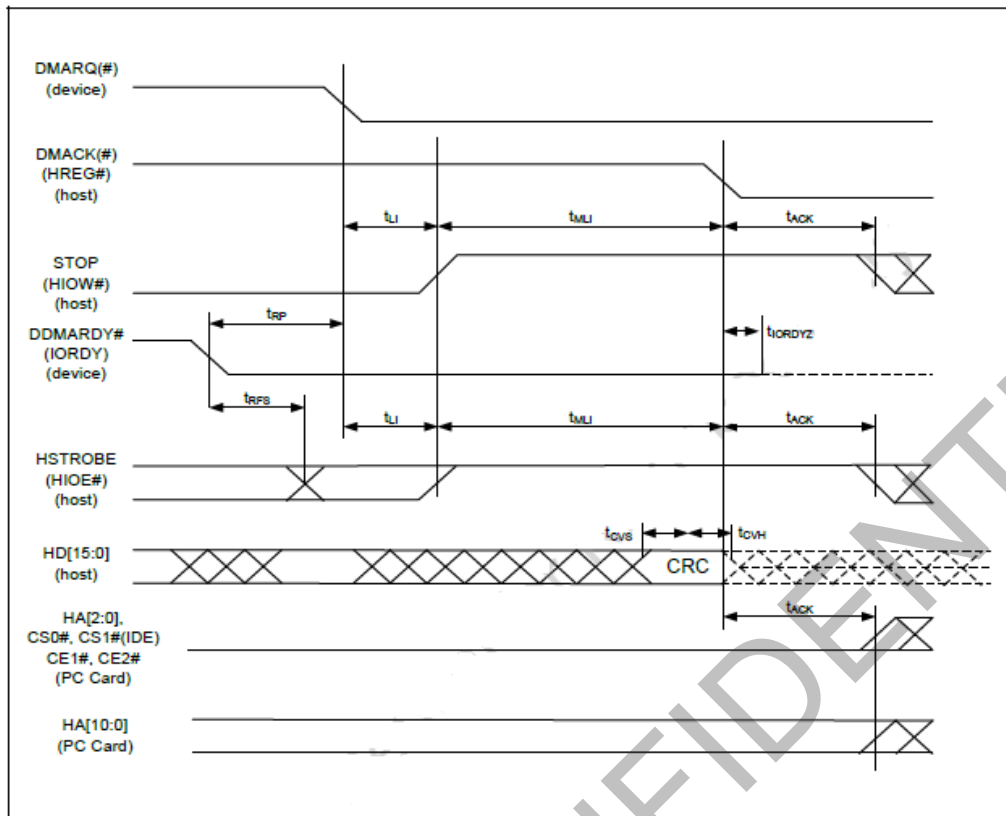 DMARQ(#)
(device)
DMACK(#)
(HREG#)
(host)
tLI
tMLI
tACK
STOP
(HIOW#)
(host)
tRP
DDMARDY#
(IORDY)
(device)
tIORDYZ
tRFS
tLI
tMLI
tACK
HSTROBE
(HIOE#)
(host)
tCVS
tCVH
HD[15:0]
(host)
CRC
HA[2:0],
CS0#, CS1#(IDE)
CE1#, CE2#
(PC Card)
tACK
HA[10:0]
(PC Card)